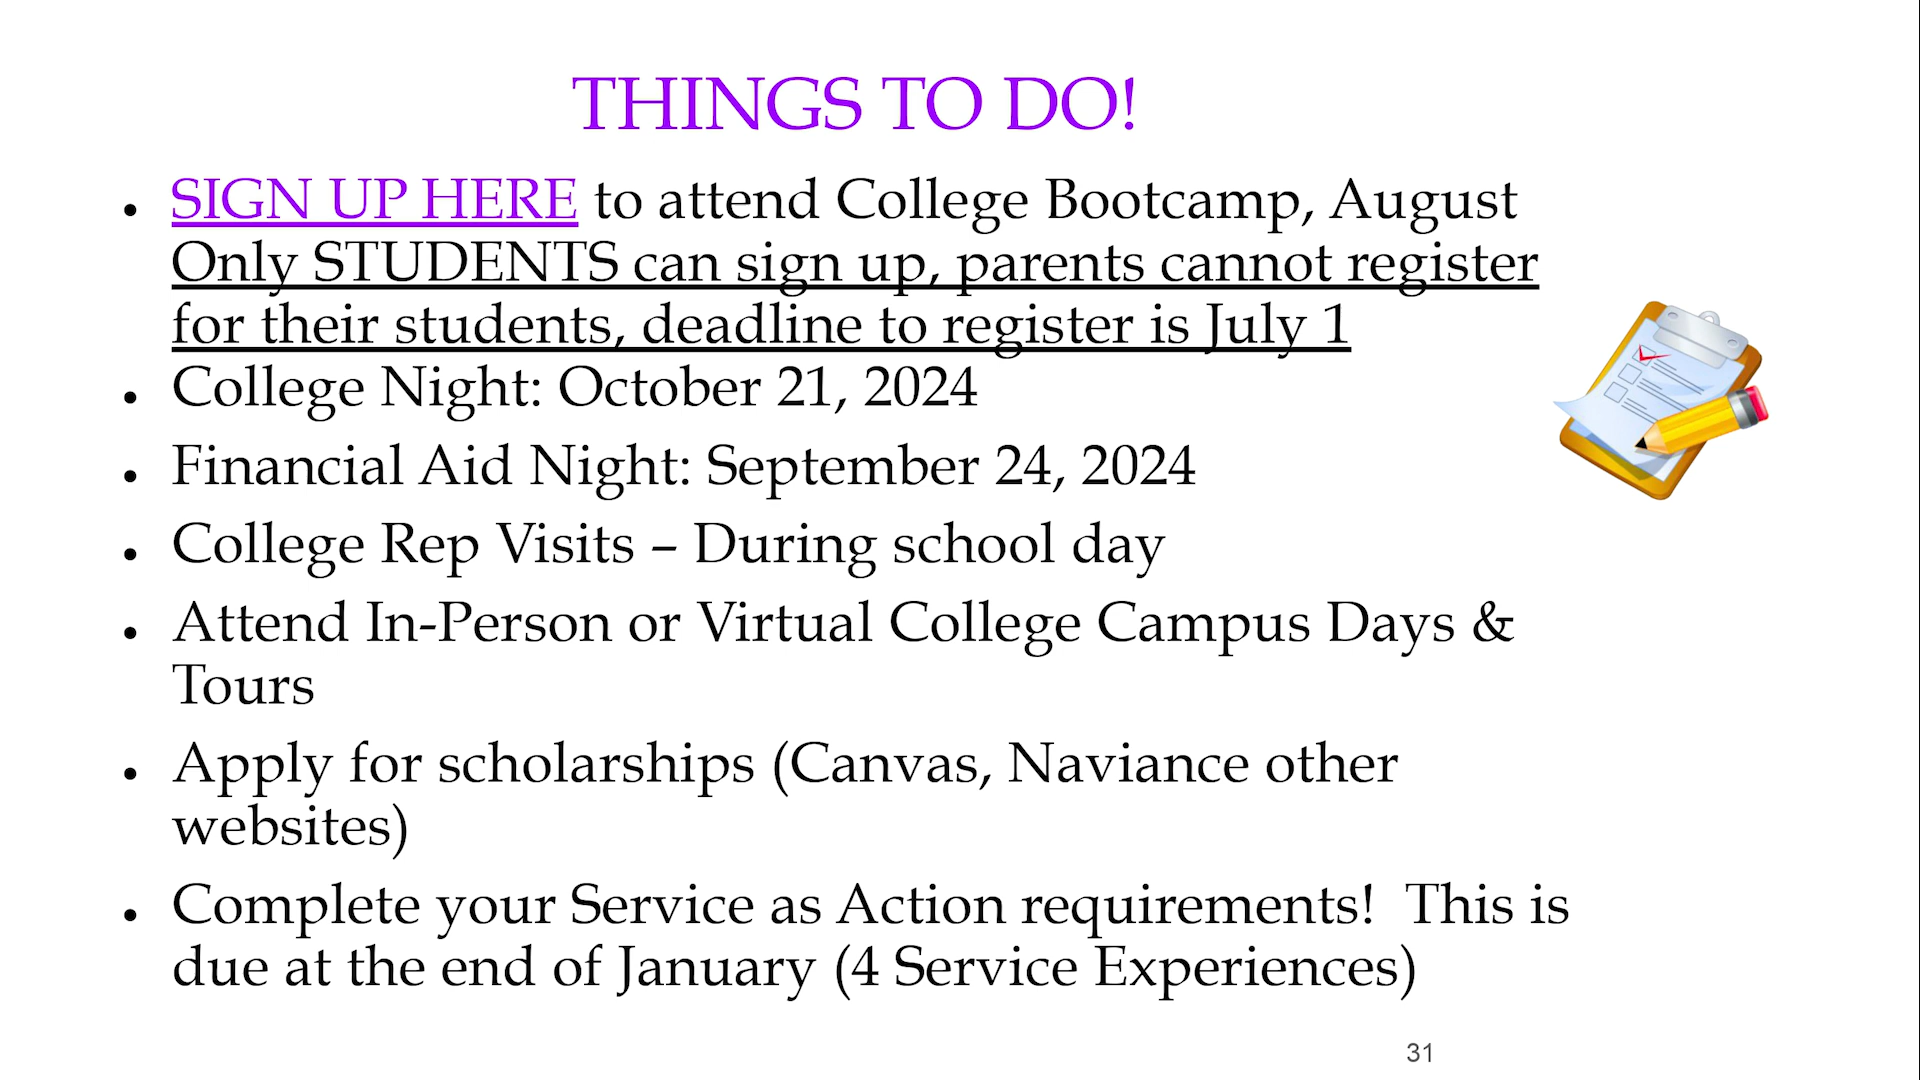 THINGS TO DO!
• SIGN UP HERE to attend College Bootcamp, August
Only STUDENTS can sign up, parents cannot register
for their students, deadline to register is July 1
• College Night: October 21, 2024
• Financial Aid Night: September 24, 2024
• College Rep Visits – During school day
• Attend In-Person or Virtual College Campus Days &
Tours
• Apply for scholarships (Canvas, Naviance other
websites)
• Complete your Service as Action requirements!  This is
due at the end of January (4 Service Experiences)
31